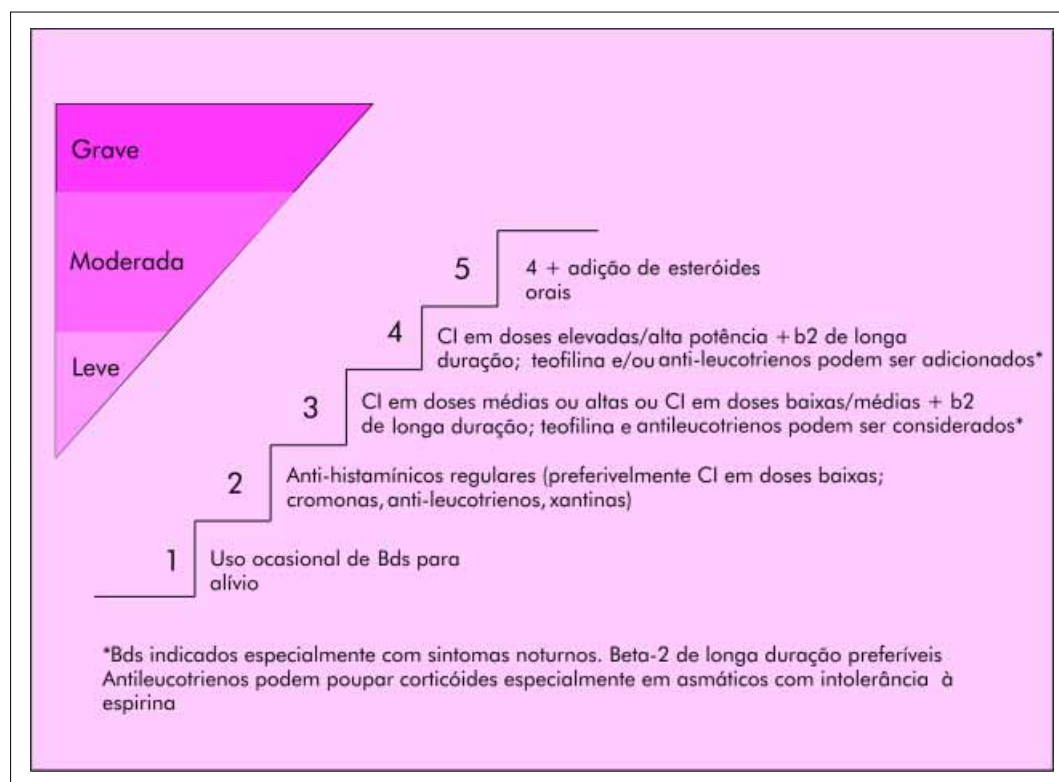 Grave
Moderada
Leve
5
4 + adição de esteróides
orais
4
CI em doses elevadas/alta potência + b2 de longa
duração; teofilina e/ou anti-leucotrienos podem ser adicionados*
3
CI em doses médias ou altas ou CI em doses baixas/médias + b2
de longa duração; teofilina e antileucotrienos podem ser considerados*
2
Anti-histamínicos regulares (preferivelmente CI em doses baixas;
cromonas, anti-leucotrienos, xantinas)
1
Uso ocasional de Bds para
alívio
*Bds indicados especialmente com sintomas noturnos. Beta-2 de longa duração preferíveis
Antileucotrienos podem poupar corticóides especialmente em asmáticos com intolerância à
espirina